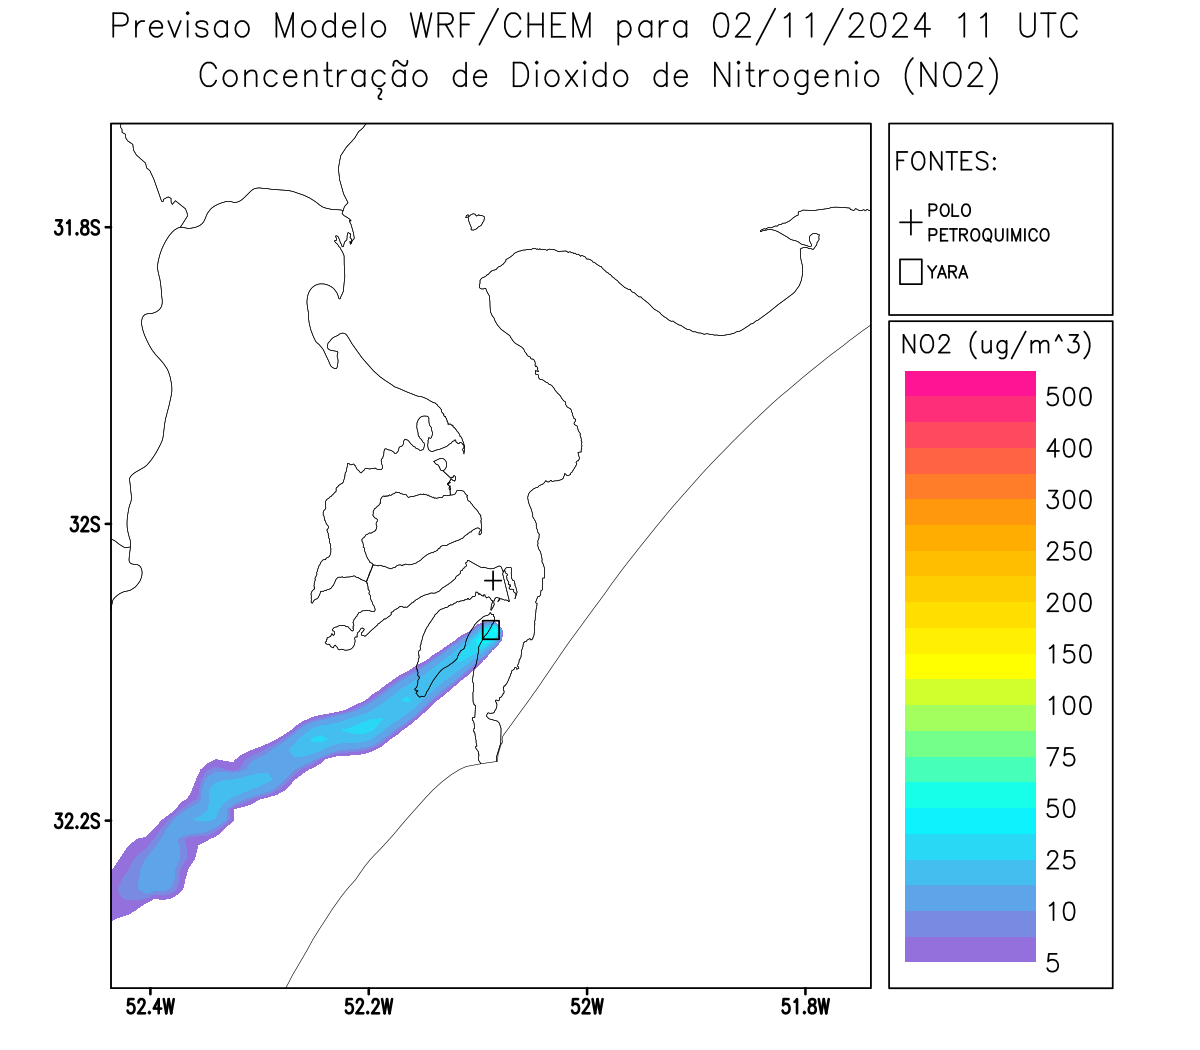 Previsao Modelo WRF/CHEM para 02/11/2024 11 UTC
Concentração de Dioxido de Nitrogenio (NO2)
FONTES:
POLO
PETROQUIMICO
YARA
NO2 (ug/m^3)
500
400
300
250
200
150
100
75
50
25
10
5
31.8S
32S
32.2S
52.4W
52.2W
52W
51.8W